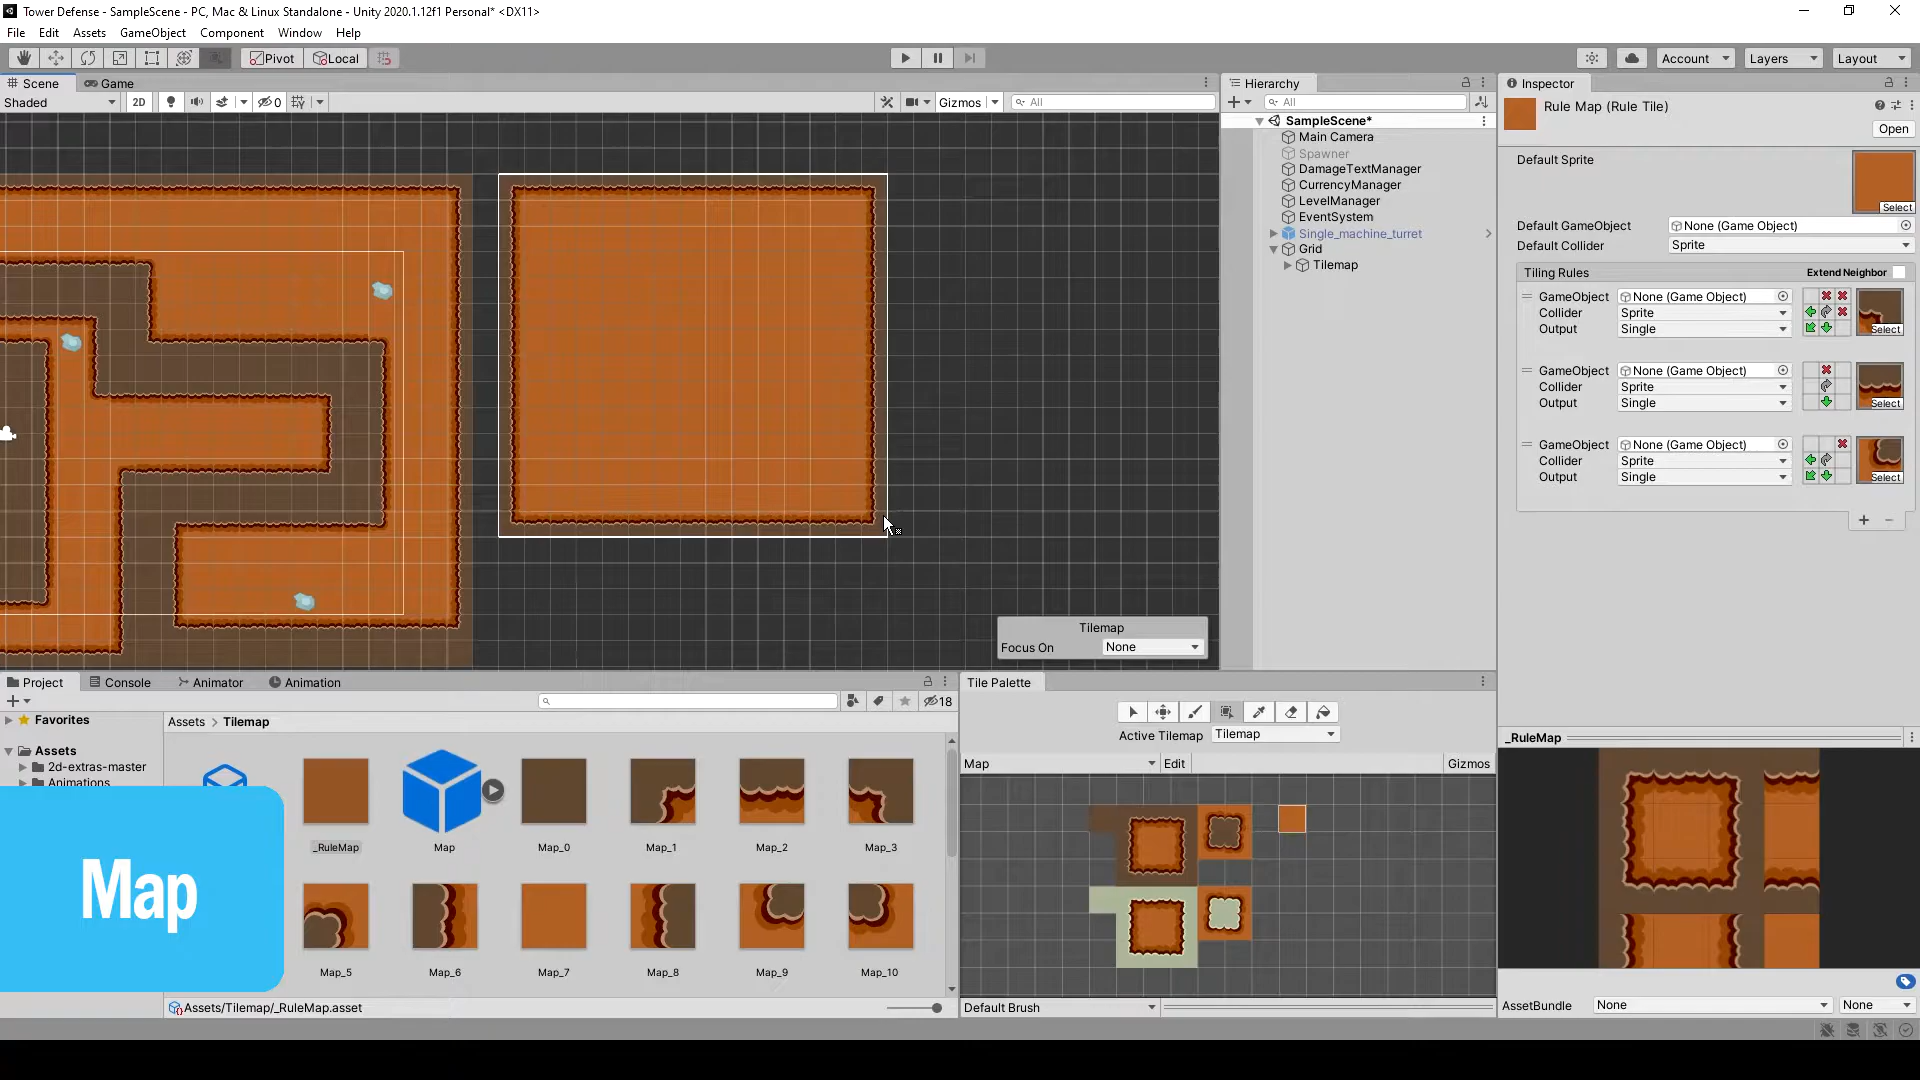 Tower Defense - SampleScene - PC, Mac & Linux Standalone - Unity 2020.1.12f1 Personal* <DX11>
File Edit Assets GameObject Component Window Help
Pivot Local Account Layers Layout
Scene Game
Shaded 2D 0 Gizmos All
Hierarchy
All
SampleScene*
Main Camera
Spawner
DamageTextManager
CurrencyManager
LevelManager
EventSystem
Single_machine_turret
Grid
Tilemap
Tilemap
Focus On None
Inspector
Rule Map (Rule Tile)
Open
Default Sprite
Select
Default GameObject None (Game Object)
Default Collider Sprite
Tiling Rules Extend Neighbor
GameObject None (Game Object)
Collider Sprite
Output Single Select
GameObject None (Game Object)
Collider Sprite
Output Single Select
GameObject None (Game Object)
Collider Sprite
Output Single Select
Project Console Animator Animation
18
Favorites
Assets
2d-extras-master
Animations
Assets > Tilemap
_RuleMap Map Map_0 Map_1 Map_2 Map_3
Map_5 Map_6 Map_7 Map_8 Map_9 Map_10
Assets/Tilemap/_RuleMap.asset
Map
Tile Palette
Active Tilemap Tilemap
Map Edit Gizmos
Default Brush
_RuleMap
AssetBundle None None